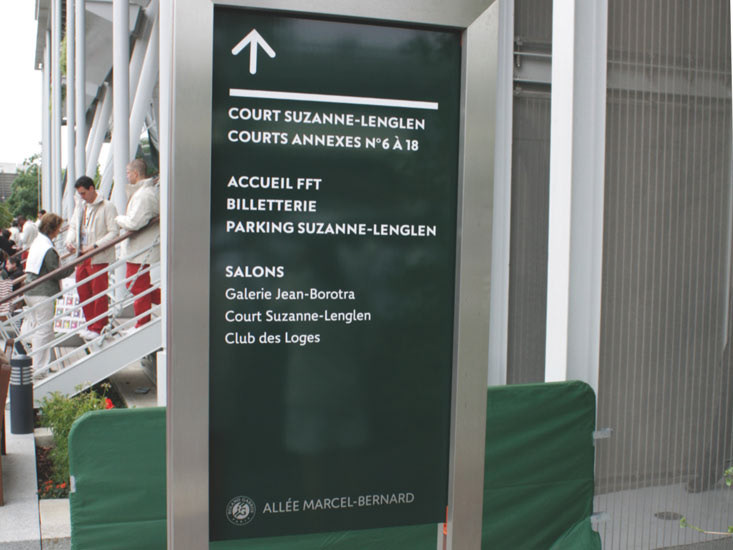 COURT SUZANNE-LENGLEN
COURTS ANNEXES N°6 À 18
ACCUEIL FFT
BILLETTERIE
PARKING SUZANNE-LENGLEN
SALONS
Galerie Jean-Borotra
Court Suzanne-Lenglen
Club des Loges
ALLÉE MARCEL-BERNARD